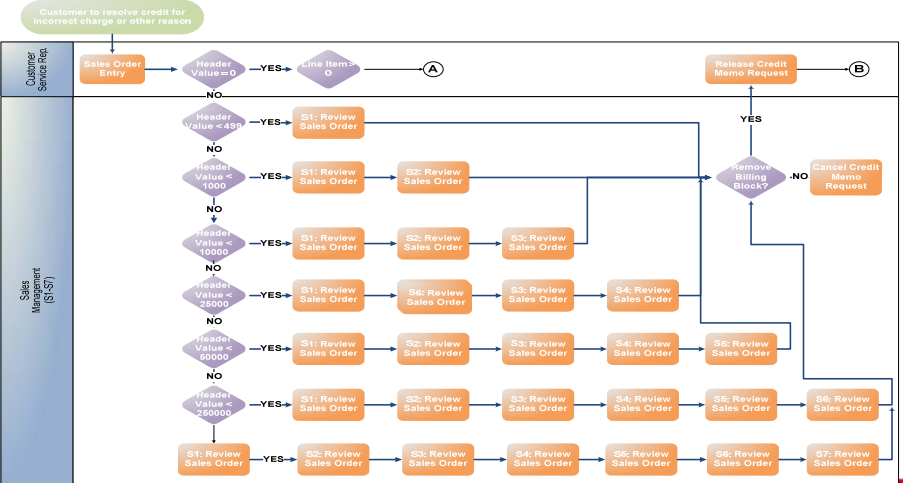 Customer to resolve credit for
incorrect charge or other reason
Customer
Service Rep.
Sales Order
Entry
Header
Value=0
YES
Line Item>
0
A
Release Credit
Memo Request
B
NO
Sales
Management
(S1-S7)
Header
Value <499
YES
S1: Review
Sales Order
YES
NO
Header
Value <
1000
YES
S1: Review
Sales Order
S2: Review
Sales Order
Remove
Billing
Block?
NO
Cancel Credit
Memo
Request
NO
Header
Value <
10000
YES
S1: Review
Sales Order
S2: Review
Sales Order
S3: Review
Sales Order
NO
Header
Value <
25000
YES
S1: Review
Sales Order
S6: Review
Sales Order
S3: Review
Sales Order
S4: Review
Sales Order
NO
Header
Value <
50000
YES
S1: Review
Sales Order
S2: Review
Sales Order
S3: Review
Sales Order
S4: Review
Sales Order
S5: Review
Sales Order
NO
Header
Value <
250000
YES
S1: Review
Sales Order
S2: Review
Sales Order
S3: Review
Sales Order
S4: Review
Sales Order
S5: Review
Sales Order
S6: Review
Sales Order
S1: Review
Sales Order
YES
S2: Review
Sales Order
S3: Review
Sales Order
S4: Review
Sales Order
S5: Review
Sales Order
S6: Review
Sales Order
S7: Review
Sales Order